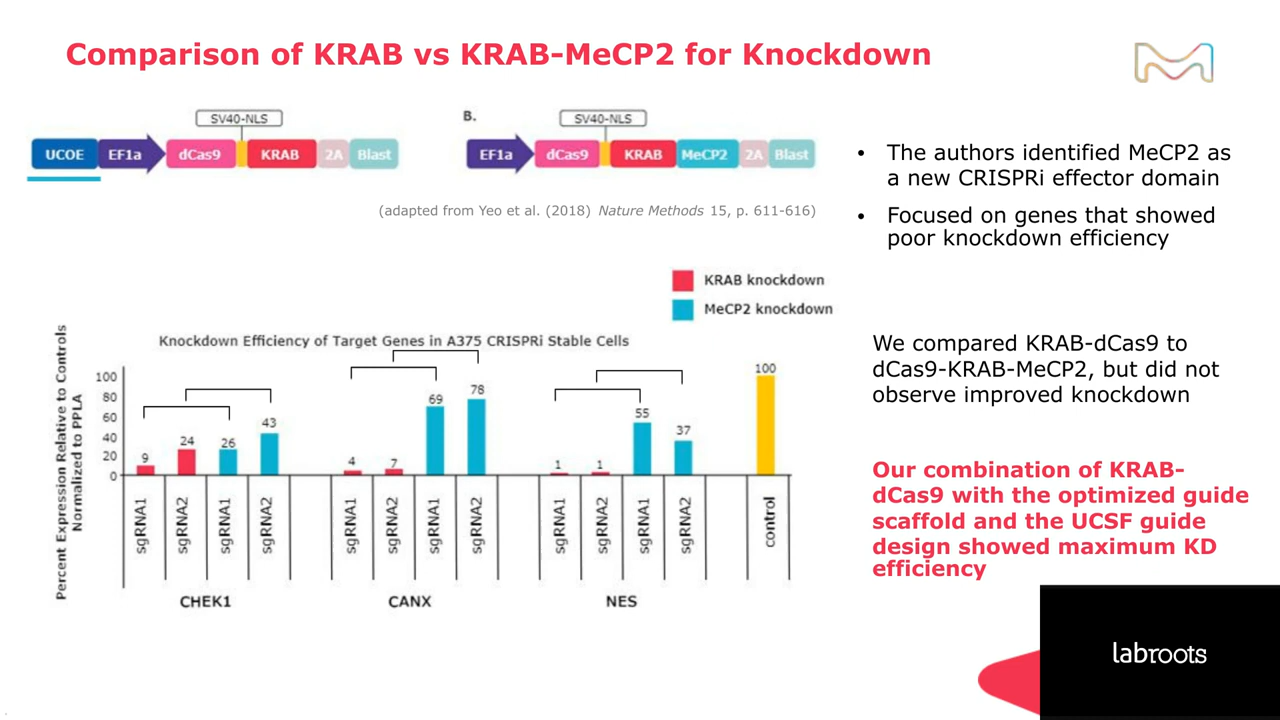 Comparison of KRAB vs KRAB-MeCP2 for Knockdown
SV40-NLS
UCOE EF1a dCas9 KRAB 2A Blast
B.
SV40-NLS
EF1a dCas9 KRAB MeCP2 2A Blast
(adapted from Yeo et al. (2018) Nature Methods 15, p. 611-616)
• The authors identified MeCP2 as
a new CRISPRi effector domain
• Focused on genes that showed
poor knockdown efficiency
KRAB knockdown
MeCP2 knockdown
Knockdown Efficiency of Target Genes in A375 CRISPRi Stable Cells
Percent Expression Relative to Controls
Normalized to PPLA
100
80
60
40
20
0
9 24 26 43
4 7 69 78
1 1 55 37
100
sgRNA1 sgRNA2 sgRNA1 sgRNA2
sgRNA1 sgRNA2 sgRNA1 sgRNA2
sgRNA1 sgRNA2 sgRNA1 sgRNA2
control
CHEK1 CANX NES
We compared KRAB-dCas9 to
dCas9-KRAB-MeCP2, but did not
observe improved knockdown
Our combination of KRAB-
dCas9 with the optimized guide
scaffold and the UCSF guide
design showed maximum KD
efficiency
labroots